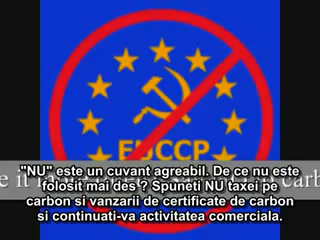 EUCCP
."NU" este un cuvant agreabil. De ce nu este
folosit mai des ? Spuneti NU taxei pe
carbon si vanzarii de certificate de carbon
si continuati-va activitatea comerciala.